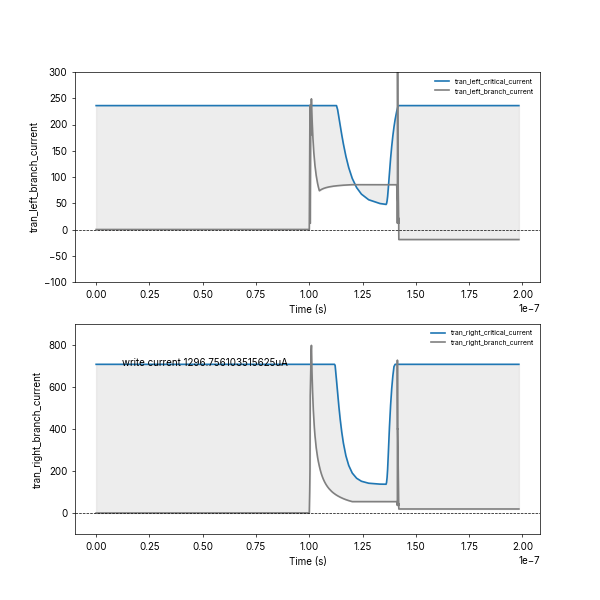 300
250
200
150
100
50
0
−50
−100
tran_left_branch_current
tran_left_critical_current
tran_left_branch_current
0.00 0.25 0.50 0.75 1.00 1.25 1.50 1.75 2.00
1e−7
Time (s)
800
600
400
200
0
tran_right_branch_current
tran_right_critical_current
tran_right_branch_current
write current 1296.756103515625uA
0.00 0.25 0.50 0.75 1.00 1.25 1.50 1.75 2.00
1e−7
Time (s)